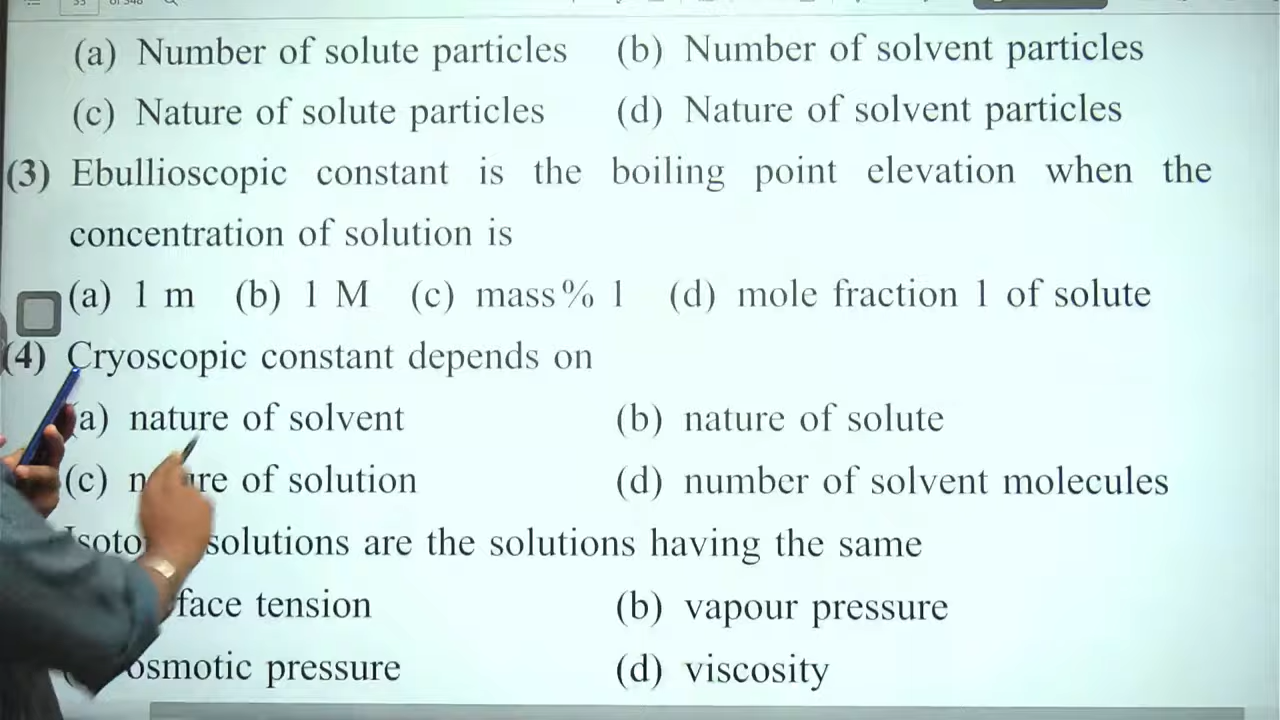 (a) Number of solute particles (b) Number of solvent particles
(c) Nature of solute particles (d) Nature of solvent particles
(3) Ebullioscopic constant is the boiling point elevation when the
concentration of solution is
(a) 1 m (b) 1 M (c) mass% 1 (d) mole fraction 1 of solute
(4) Cryoscopic constant depends on
a) nature of solvent (b) nature of solute
(c) of solution (d) number of solvent molecules
solutions are the solutions having the same
face tension (b) vapour pressure
osmotic pressure (d) viscosity